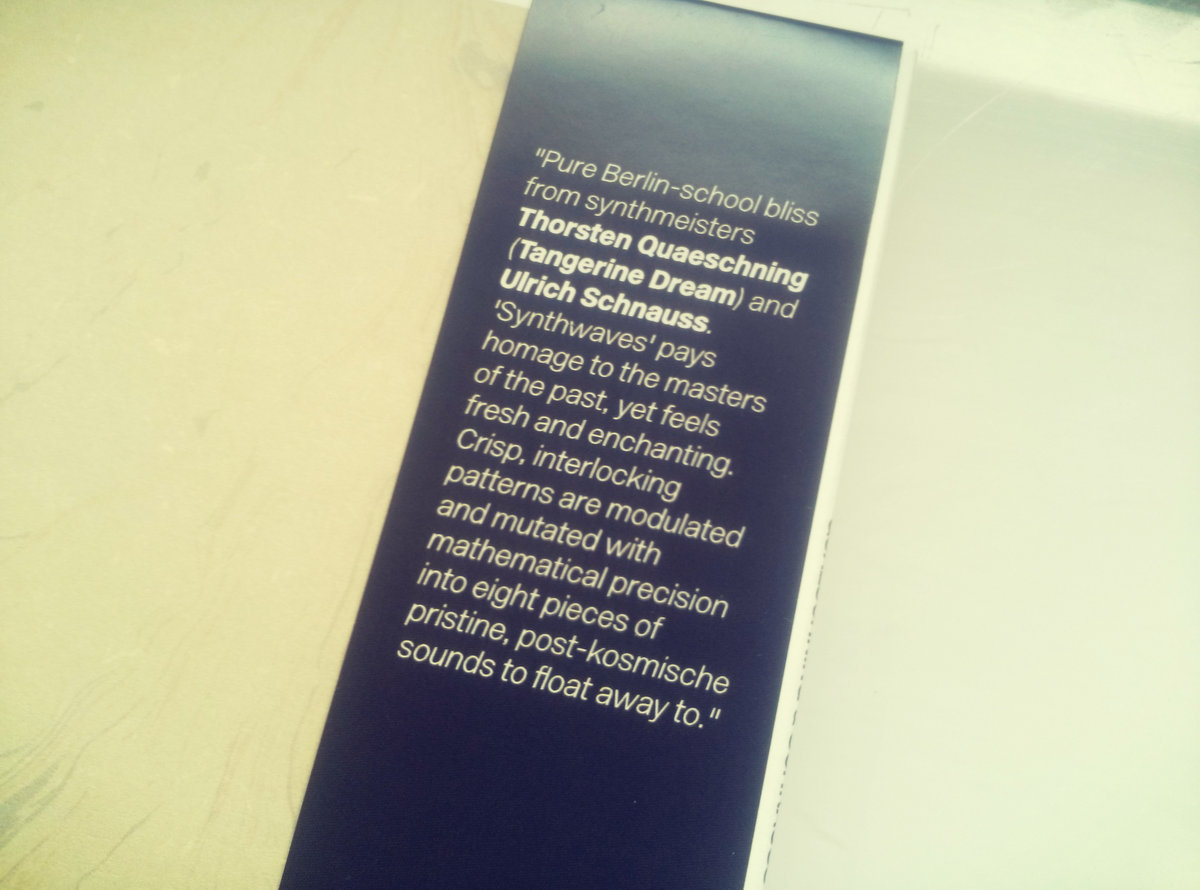 "Pure Berlin-school bliss
from synthmeisters
Thorsten Quaeschning
(Tangerine Dream) and
Ulrich Schnauss.
'Synthwaves' pays
homage to the masters
of the past, yet feels
fresh and enchanting.
Crisp, interlocking
patterns are modulated
and mutated with
mathematical precision
into eight pieces of
pristine, post-kosmische
sounds to float away to."